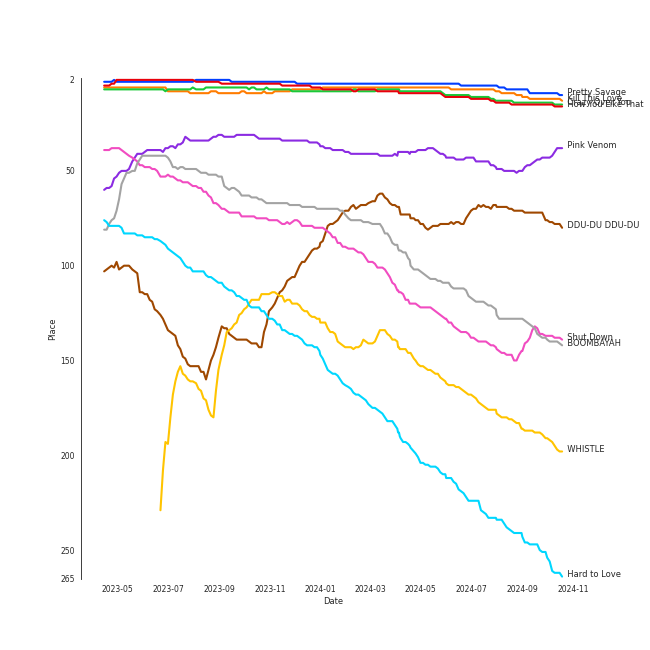 2
50
100
150
200
250
265
Place
2023-05
2023-07
2023-09
2023-11
2024-01
2024-03
2024-05
2024-07
2024-09
2024-11
Date
Pretty Savage
Kill This Love
How You Like That
Pink Venom
DDU-DU DDU-DU
Shut Down
BOOMBAYAH
WHISTLE
Hard to Love